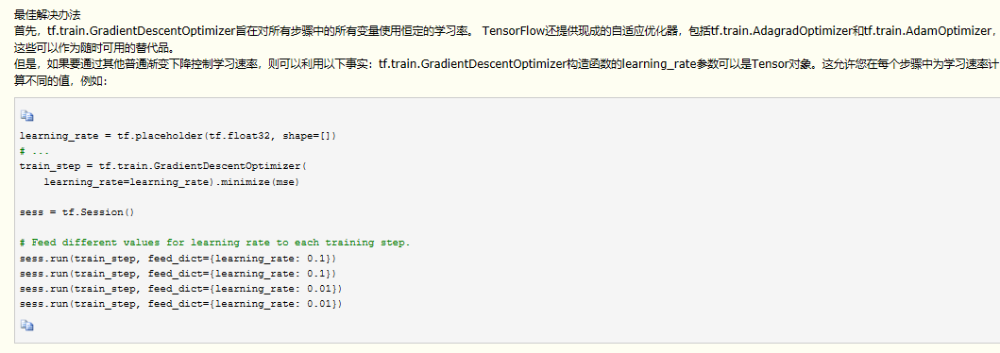 最佳解决办法
首先，tf.train.GradientDescentOptimizer旨在对所有步骤中的所有变量使用恒定的学习率。 TensorFlow还提供现成的自适应优化器，包括tf.train.AdagradOptimizer和tf.train.AdamOptimizer，
这些可以作为随时可用的替代品。
但是，如果要通过其他普通渐变下降控制学习速率，则可以利用以下事实：tf.train.GradientDescentOptimizer构造函数的learning_rate参数可以是Tensor对象。这允许您在每个步骤中为学习速率计
算不同的值，例如：
learning_rate = tf.placeholder(tf.float32, shape=[])
# ...
train_step = tf.train.GradientDescentOptimizer(
    learning_rate=learning_rate).minimize(mse)
sess = tf.Session()
# Feed different values for learning rate to each training step.
sess.run(train_step, feed_dict={learning_rate: 0.1})
sess.run(train_step, feed_dict={learning_rate: 0.1})
sess.run(train_step, feed_dict={learning_rate: 0.01})
sess.run(train_step, feed_dict={learning_rate: 0.01})